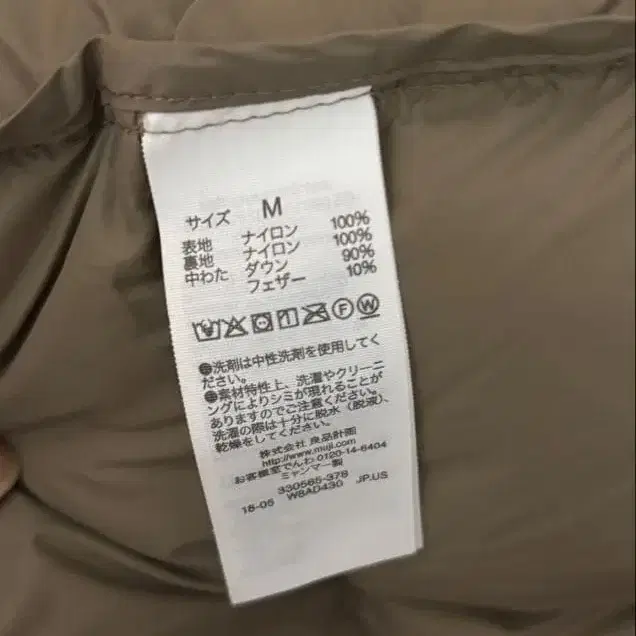 サイズ M
表地 ナイロン 100%
裏地 ナイロン 100%
中わた ダウン 90%
フェザー 10%
F W
●洗剤は中性洗剤を使用してく
ださい。
●素材特性上、洗濯やクリーニ
ングによりシミが現れることが
ありますのでご注意ください。
洗濯の際は十分に脱水（脱液）、
乾燥をしてください。
株式会社 良品計画
http://www.muji.com
お客様室でんわ 0120-14-6404
ミャンマー製
330565-378
18-05 W8AD430 JP.US